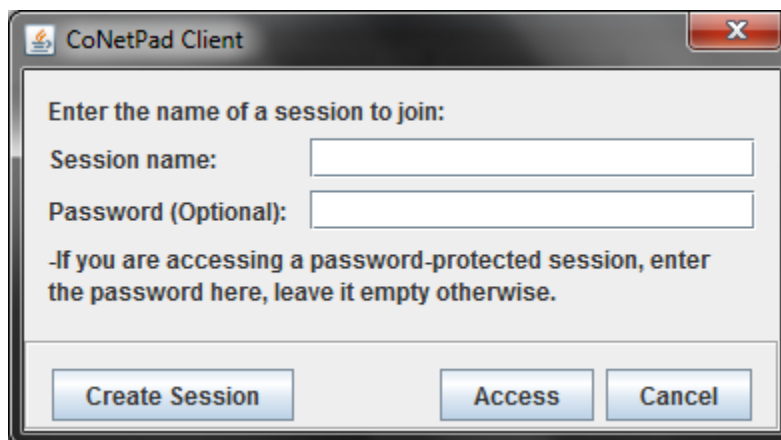 CoNetPad Client
Enter the name of a session to join:
Session name:
Password (Optional):
-If you are accessing a password-protected session, enter
the password here, leave it empty otherwise.
Create Session Access Cancel